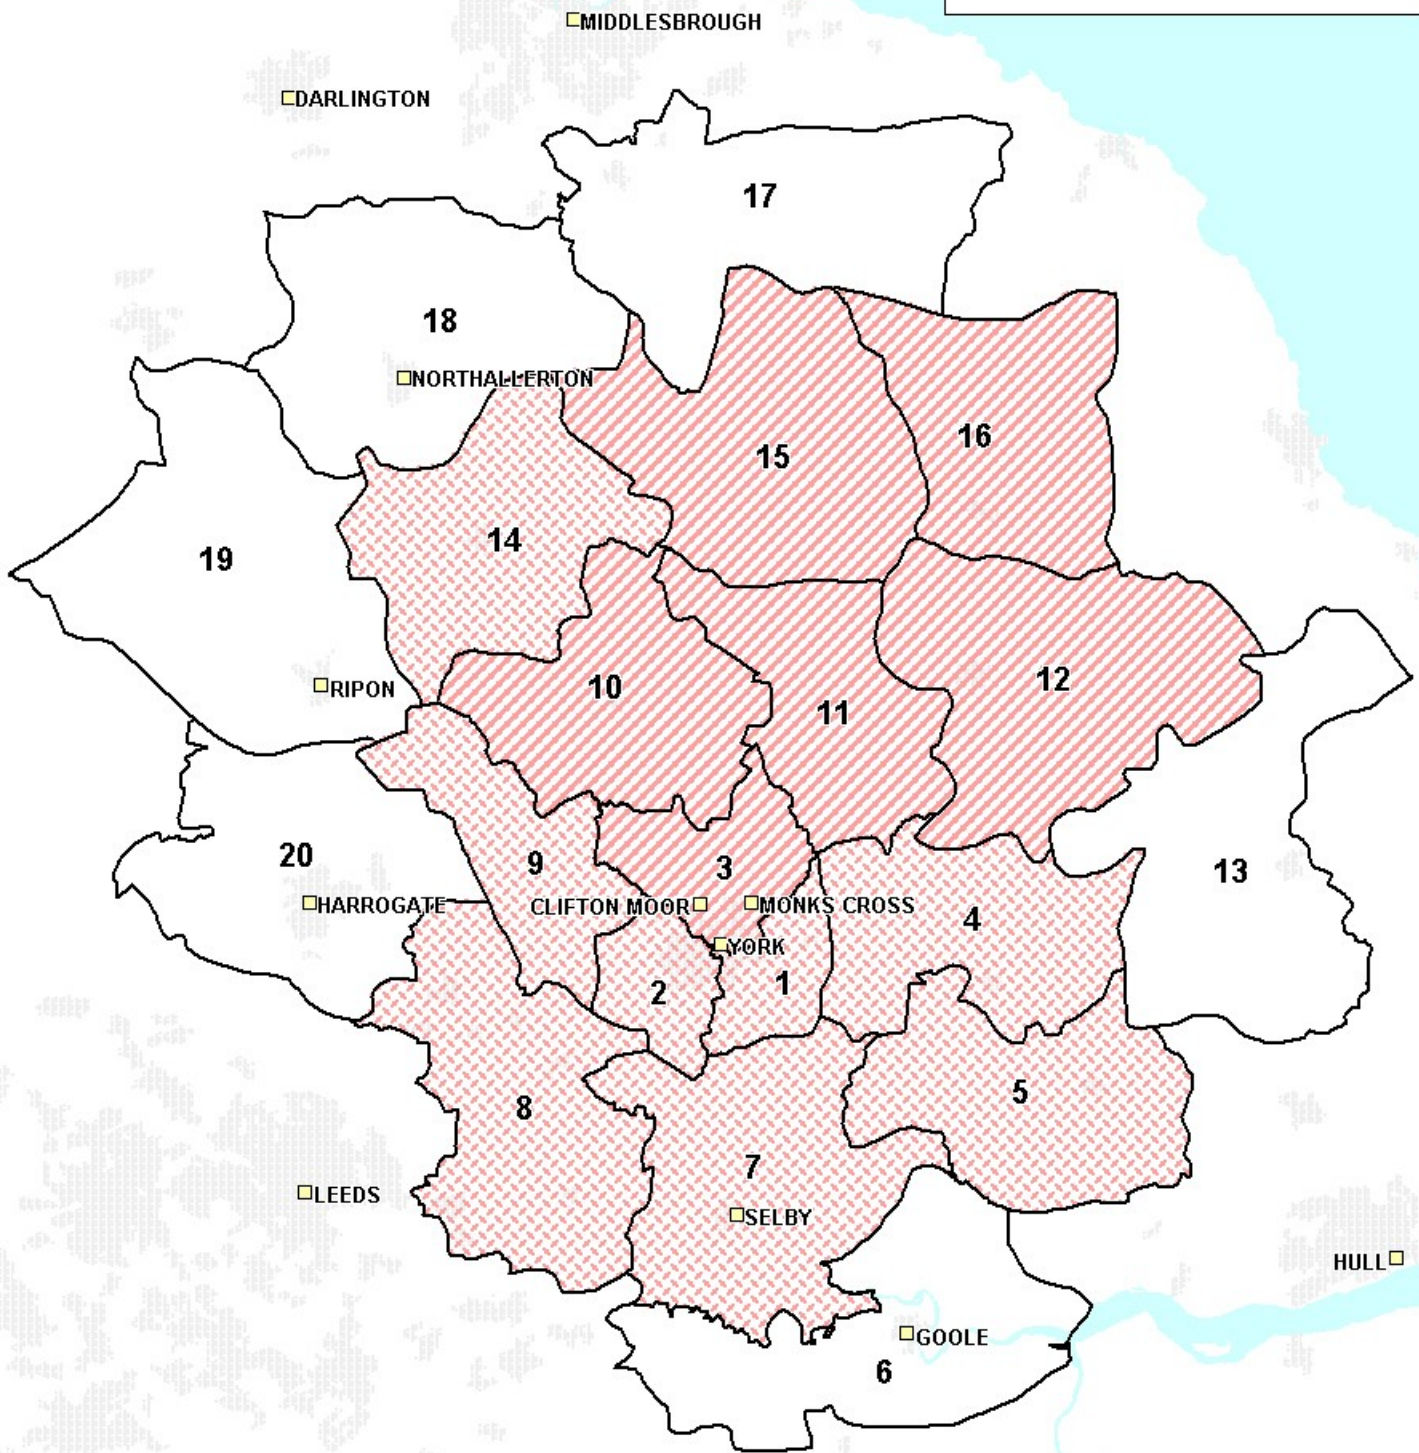 MIDDLESBROUGH
DARLINGTON
17
18
NORTHALLERTON
16
15
14
19
12
10
RIPON
11
20
9
3
13
HARROGATE
CLIFTON MOOR
MONKS CROSS
4
YORK
2
1
5
8
7
LEEDS
SELBY
HULL
GOOLE
6